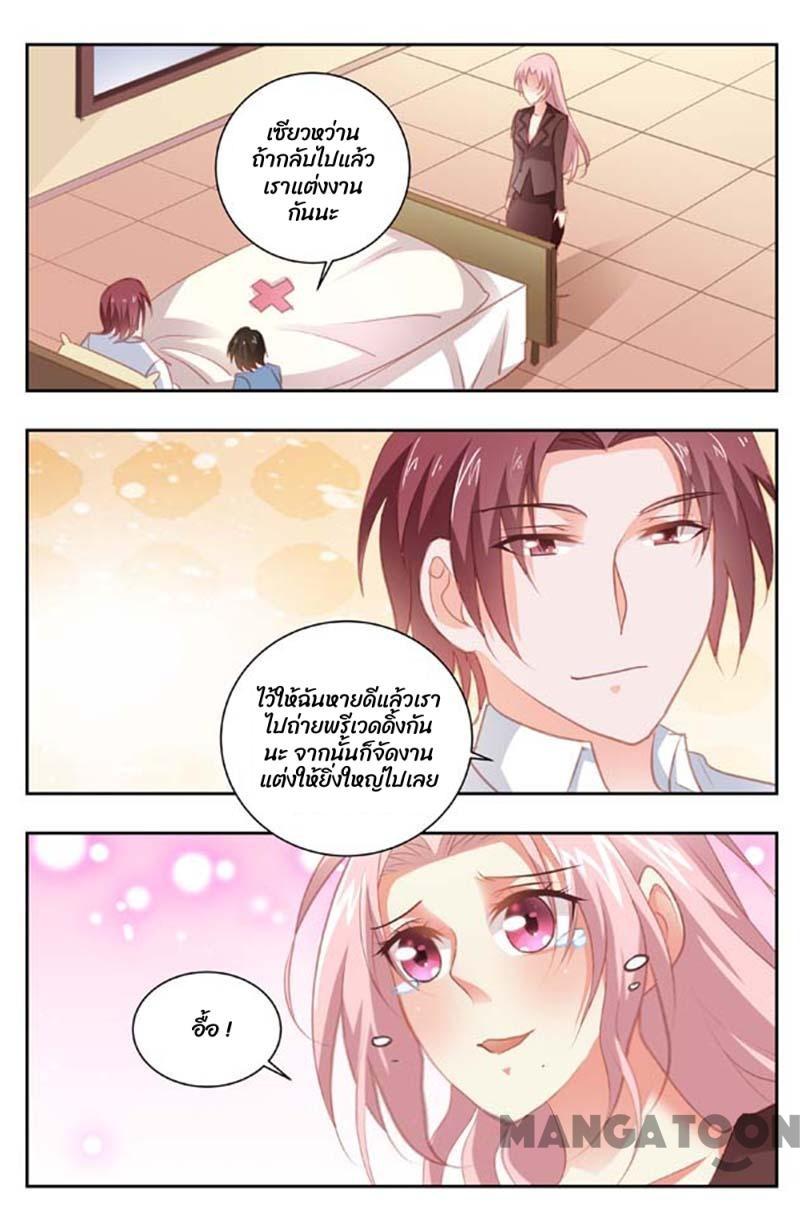 เซียวหว่าน
ถ้ากลับไปแล้ว
เราแต่งงาน
กันนะ
ไว้ให้ฉันหายดีแล้วเรา
ไปถ่ายพรีเวดดิ้งกัน
นะ จากนั้นก็จัดงาน
แต่งให้ยิ่งใหญ่ไปเลย
อื้อ !
MANGATOON